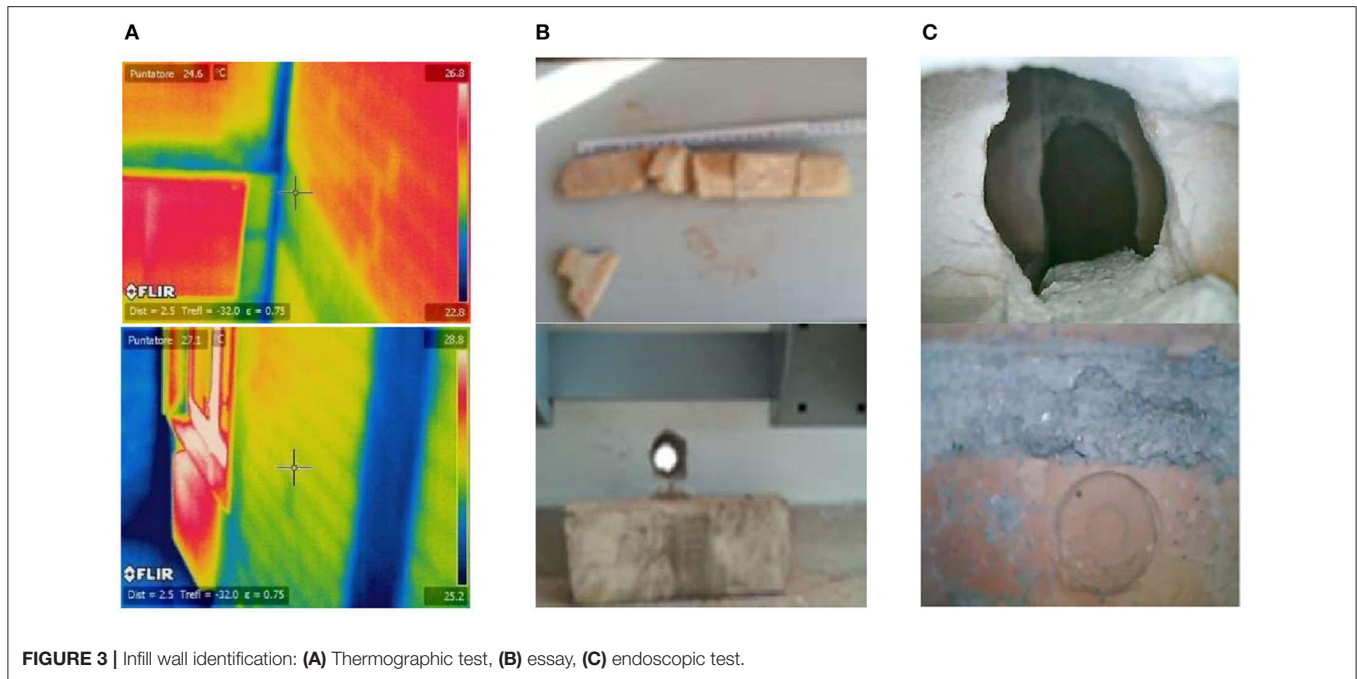 A
B
C
Puntatore 24.6 °C
26.8
FLIR
Dist = 2.5 Trefl = -32.0 ε = 0.75
22.8
Puntatore 27.1 °C
28.8
FLIR
Dist = 2.5 Trefl = -32.0 ε = 0.75
25.2
FIGURE 3 | Infill wall identification: (A) Thermographic test, (B) essay, (C) endoscopic test.